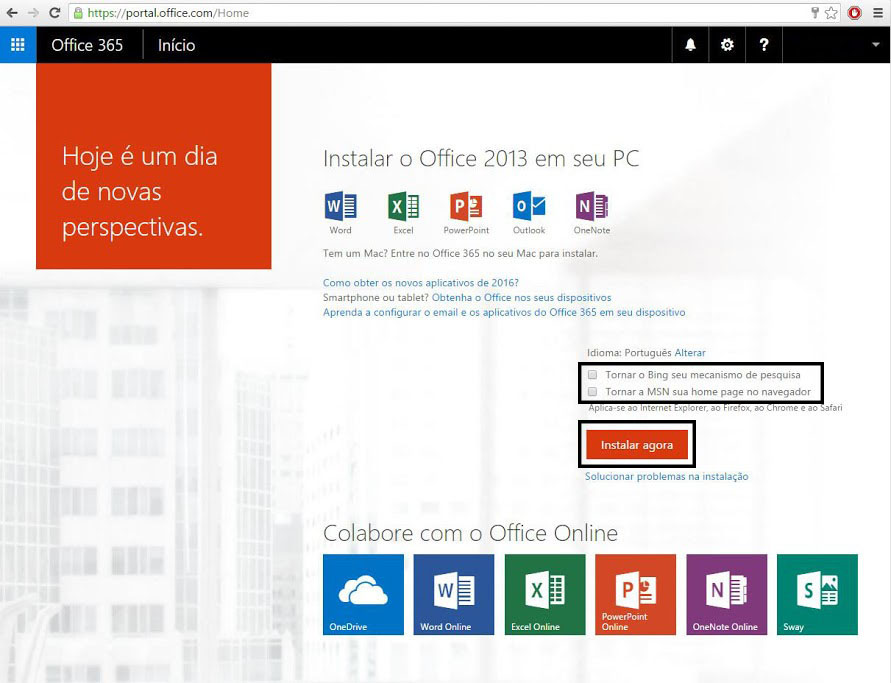 https://portal.office.com/Home
Office 365 Início ?
Hoje é um dia
de novas
perspectivas.
Instalar o Office 2013 em seu PC
W X P O N
Word Excel PowerPoint Outlook OneNote
Tem um Mac? Entre no Office 365 no seu Mac para instalar.
Como obter os novos aplicativos de 2016?
Smartphone ou tablet? Obtenha o Office nos seus dispositivos
Aprenda a configurar o email e os aplicativos do Office 365 em seu dispositivo
Idioma: Português Alterar
Tornar o Bing seu mecanismo de pesquisa
Tornar a MSN sua home page no navegador
Aplica-se ao Internet Explorer, ao Firefox, ao Chrome e ao Safari
Instalar agora
Solucionar problemas na instalação
Colabore com o Office Online
W X P N S
OneDrive Word Online Excel Online PowerPoint Online OneNote Online Sway